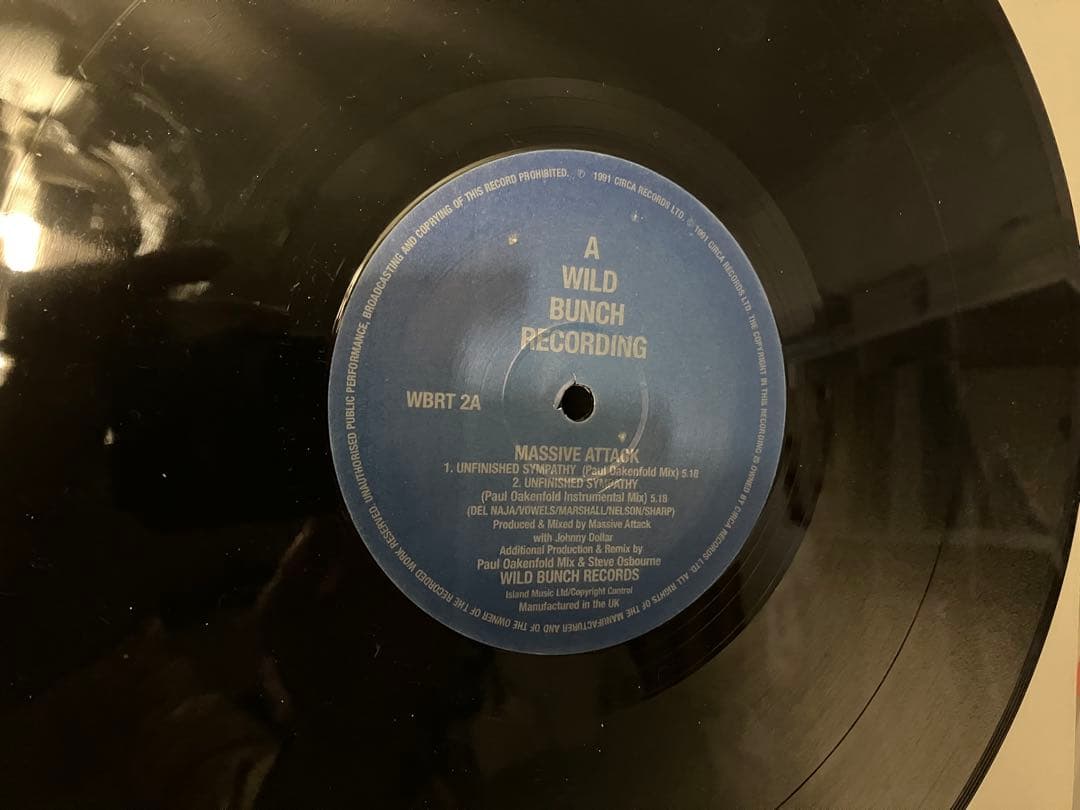 A
WILD
BUNCH
RECORDING
WBRT 2A
MASSIVE ATTACK
1. UNFINISHED SYMPATHY (Paul Oakenfold Mix) 5.18
2. UNFINISHED SYMPATHY
(Paul Oakenfold Instrumental Mix) 5.18
(DEL NAJA/VOWELS/MARSHALL/NELSON/SHARP)
Produced & Mixed by Massive Attack
with Johnny Dollar
Additional Production & Remix by
Paul Oakenfold Mix & Steve Osbourne
WILD BUNCH RECORDS
Island Music Ltd/Copyright Control
Manufactured in the UK
℗ 1991 CIRCA RECORDS LTD. © 1991 CIRCA RECORDS LTD. THE COPYRIGHT IN THIS RECORDING IS OWNED BY CIRCA RECORDS LTD. ALL RIGHTS OF THE MANUFACTURER AND OF THE OWNER OF THE RECORDED WORK RESERVED. UNAUTHORISED PUBLIC PERFORMANCE, BROADCASTING AND COPRYING OF THIS RECORD PROHIBITED.